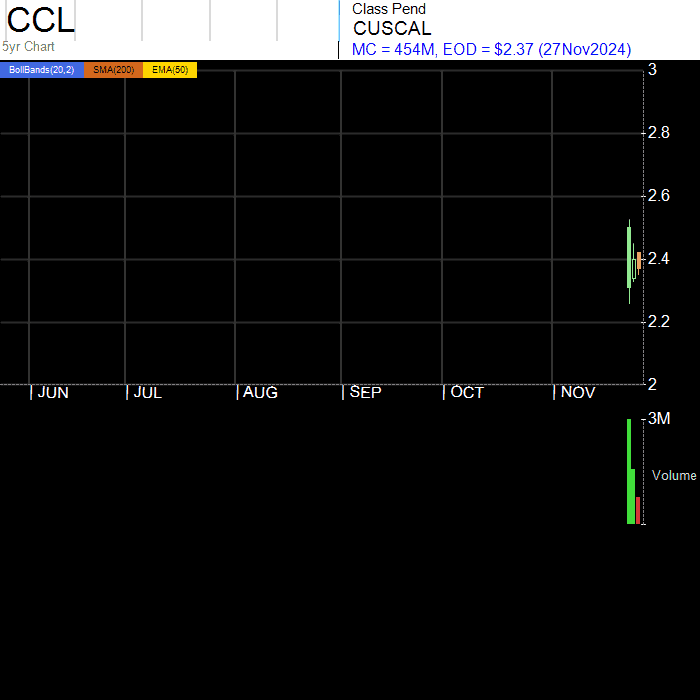 CCL
5yr Chart
Class Pend
CUSCAL
MC = 454M, EOD = $2.37 (27Nov2024)
BollBands(20,2) SMA(200) EMA(50)
3
2.8
2.6
2.4
2.2
2
JUN JUL AUG SEP OCT NOV
3M
Volume